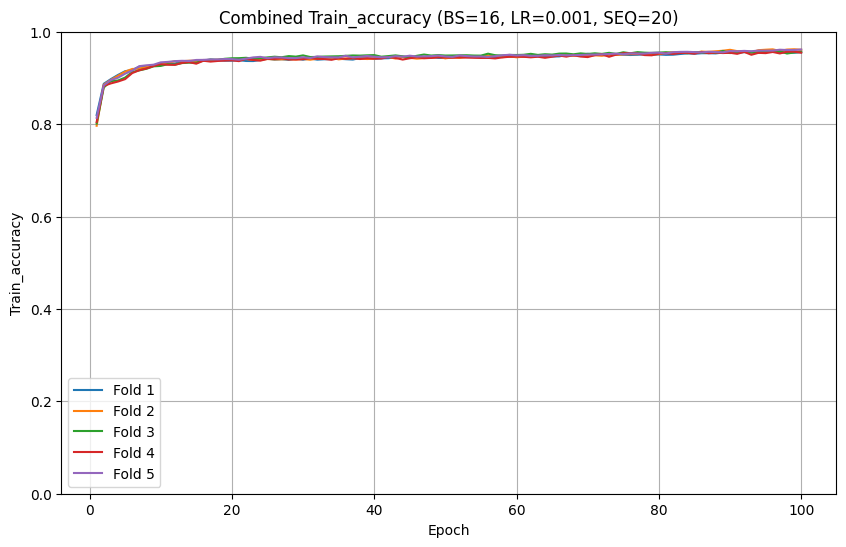 Combined Train_accuracy (BS=16, LR=0.001, SEQ=20)
Train_accuracy
1.0
0.8
0.6
0.4
0.2
0.0
Fold 1
Fold 2
Fold 3
Fold 4
Fold 5
0
20
40
60
80
100
Epoch